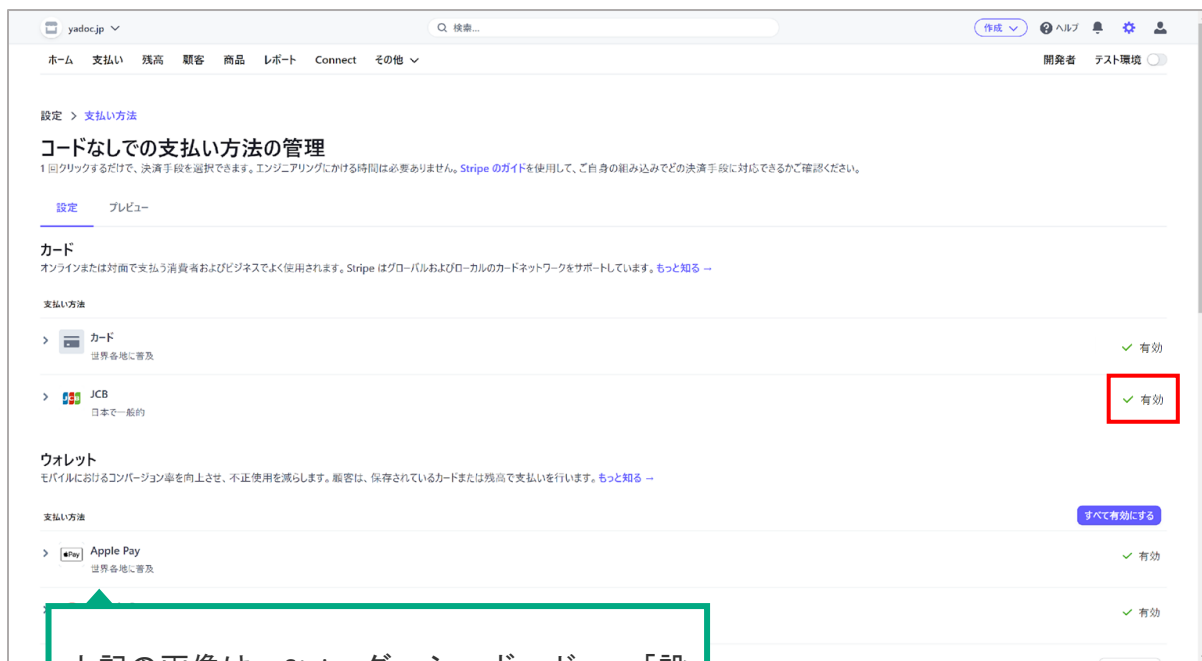 yadoc.jp
検索...
作成
ヘルプ
ホーム 支払い 残高 顧客 商品 レポート Connect その他
開発者 テスト環境
設定 > 支払い方法
コードなしでの支払い方法の管理
1 回クリックするだけで、決済手段を選択できます。エンジニアリングにかける時間は必要ありません。Stripe のガイドを使用して、ご自身の組み込みでどの決済手段に対応できるかご確認ください。
設定 プレビュー
カード
オンラインまたは対面で支払う消費者およびビジネスでよく使用されます。Stripe はグローバルおよびローカルのカードネットワークをサポートしています。もっと知る →
支払い方法
カード
世界各地に普及
有効
JCB
JCB
日本で一般的
有効
ウォレット
モバイルにおけるコンバージョン率を向上させ、不正使用を減らします。顧客は、保存されているカードまたは残高で支払いを行います。もっと知る →
支払い方法
すべて有効にする
Pay
Apple Pay
世界各地に普及
有効
有効